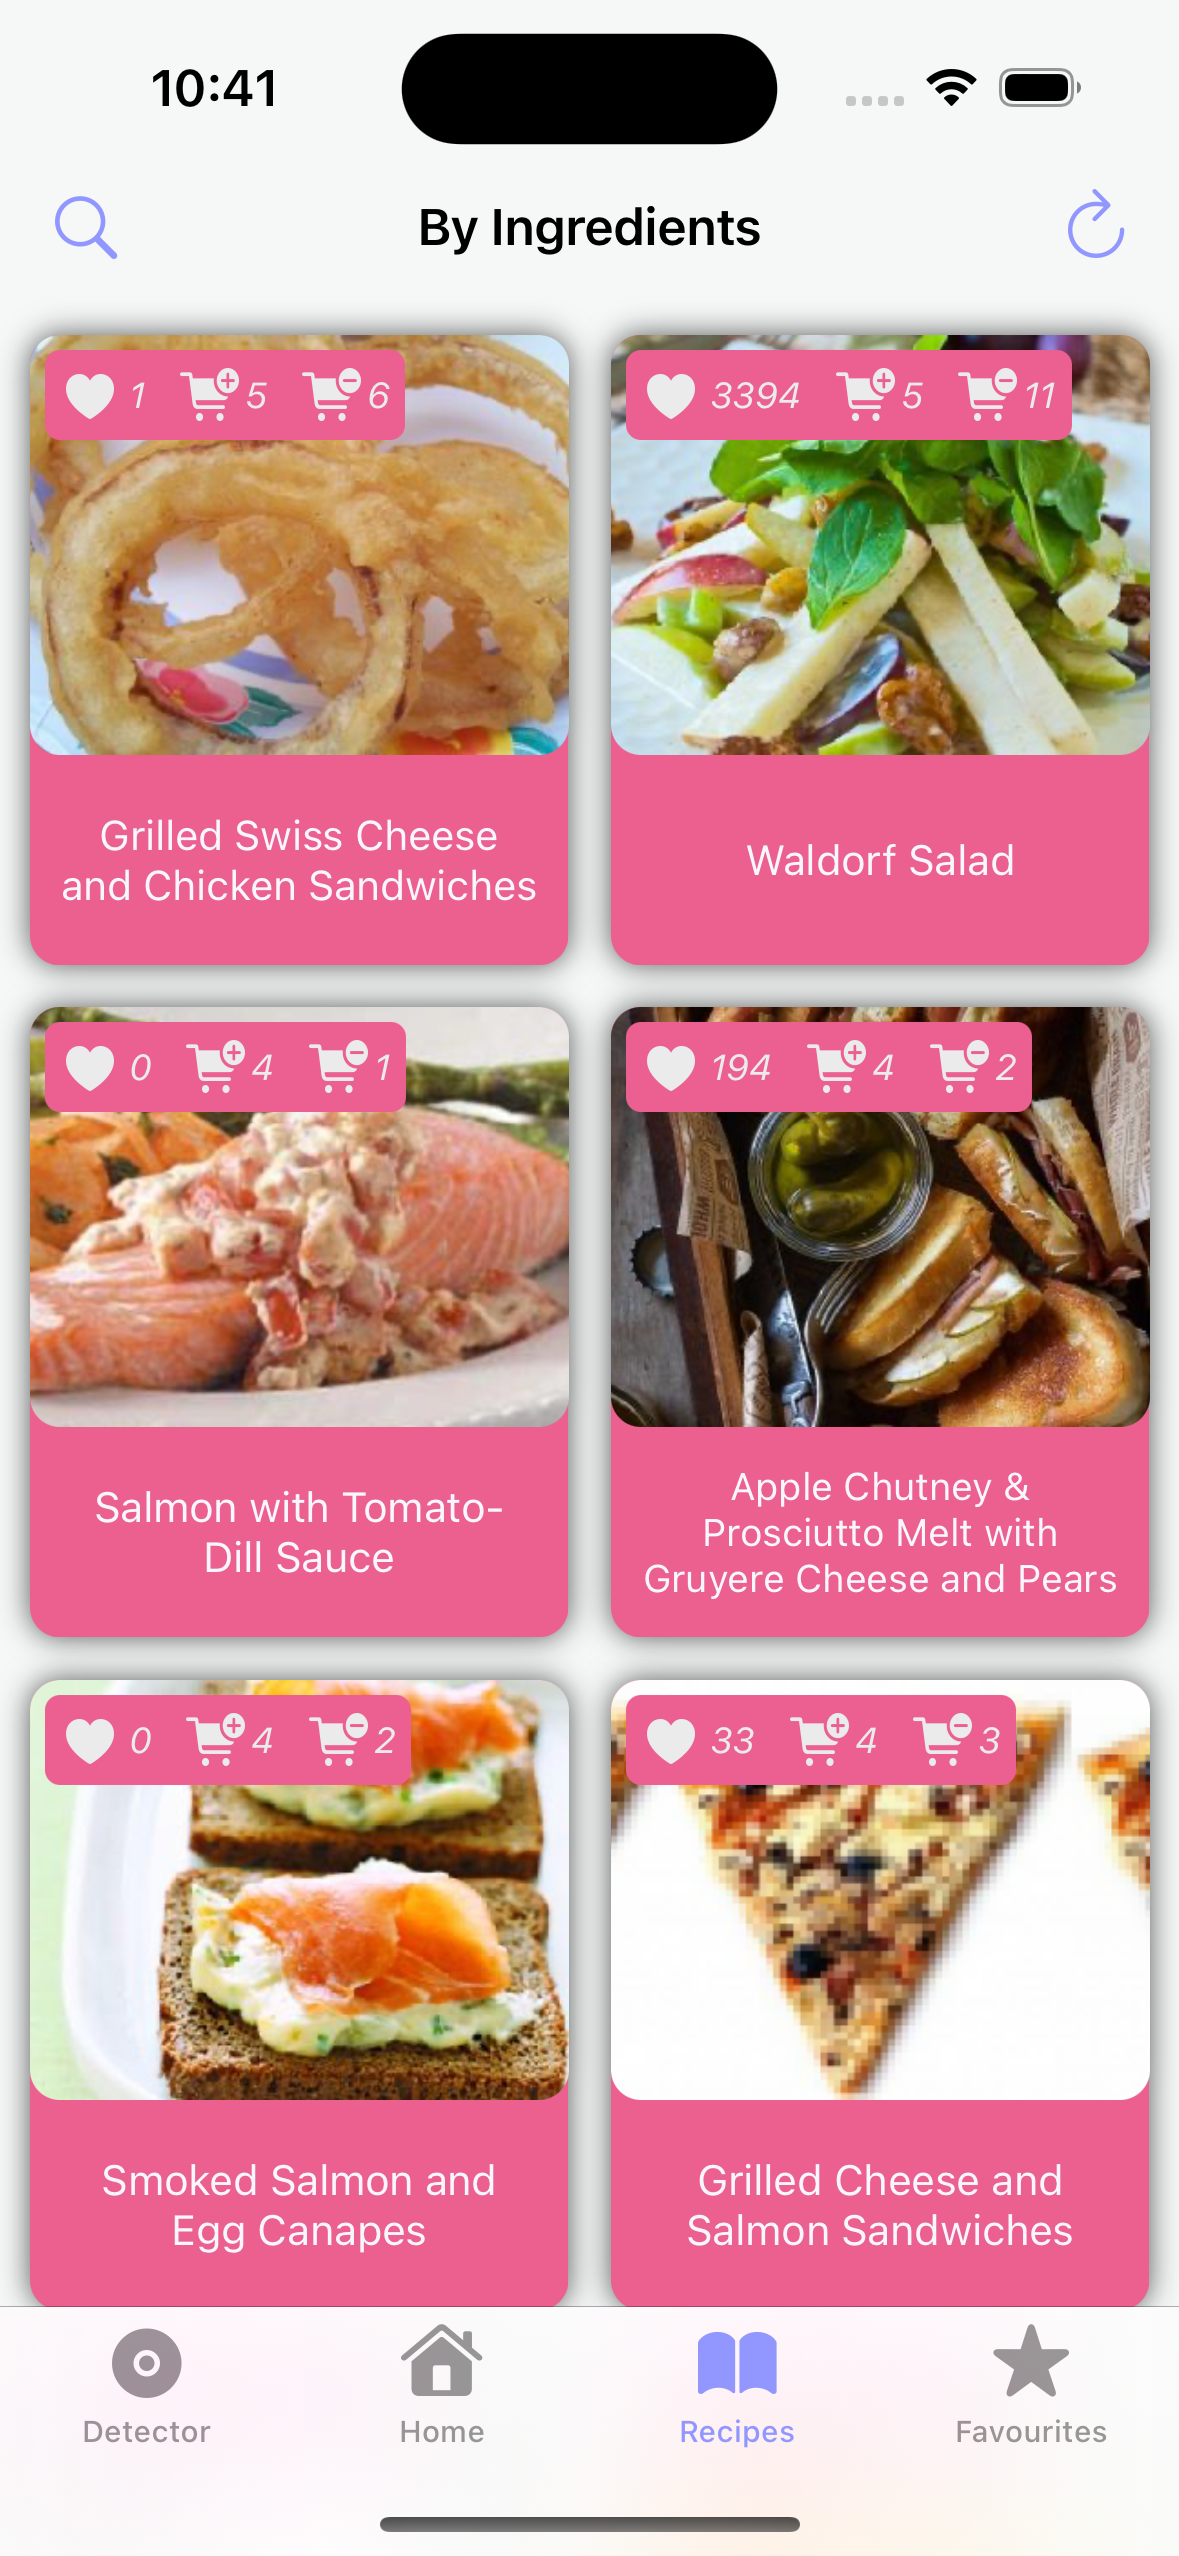 10:41
By Ingredients
1 5 6
3394 5 11
Grilled Swiss Cheese
and Chicken Sandwiches
Waldorf Salad
0 4 1
194 4 2
Salmon with Tomato-
Dill Sauce
Apple Chutney &
Prosciutto Melt with
Gruyere Cheese and Pears
0 4 2
33 4 3
Smoked Salmon and
Egg Canapes
Grilled Cheese and
Salmon Sandwiches
Detector
Home
Recipes
Favourites